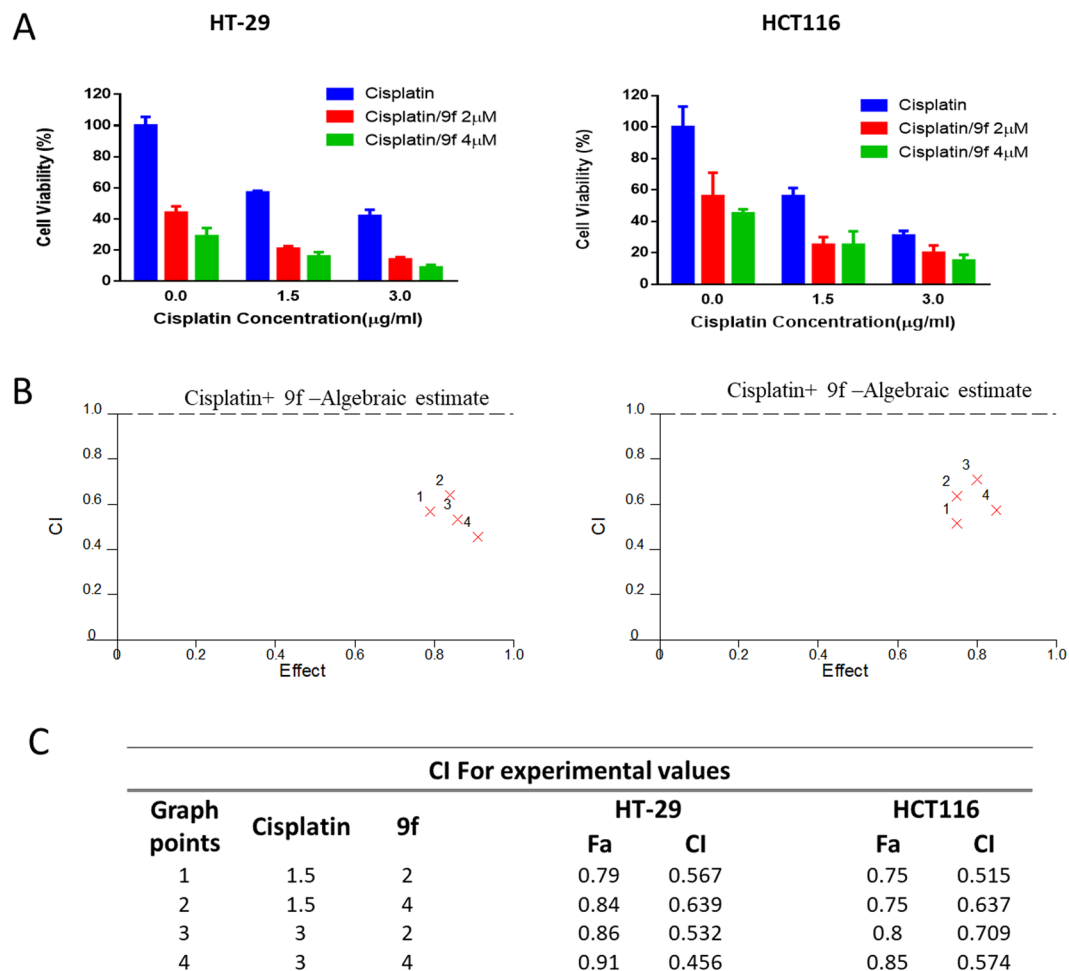 A
HT-29
HCT116
Cisplatin
Cisplatin/9f 2μM
Cisplatin/9f 4μM
Cell Viability (%)
120
100
80
60
40
20
0
0.0 1.5 3.0
Cisplatin Concentration(μg/ml)
Cisplatin
Cisplatin/9f 2μM
Cisplatin/9f 4μM
Cell Viability (%)
120
100
80
60
40
20
0
0.0 1.5 3.0
Cisplatin Concentration(μg/ml)
B
Cisplatin+ 9f –Algebraic estimate
1.0
0.8
0.6
0.4
0.2
0
CI
1
2
3
4
0 0.2 0.4 0.6 0.8 1.0
Effect
Cisplatin+ 9f –Algebraic estimate
1.0
0.8
0.6
0.4
0.2
0
CI
1
2
3
4
0 0.2 0.4 0.6 0.8 1.0
Effect
C
CI For experimental values
Graph points Cisplatin 9f HT-29 HCT116
Fa CI Fa CI
1 1.5 2 0.79 0.567 0.75 0.515
2 1.5 4 0.84 0.639 0.75 0.637
3 3 2 0.86 0.532 0.8 0.709
4 3 4 0.91 0.456 0.85 0.574